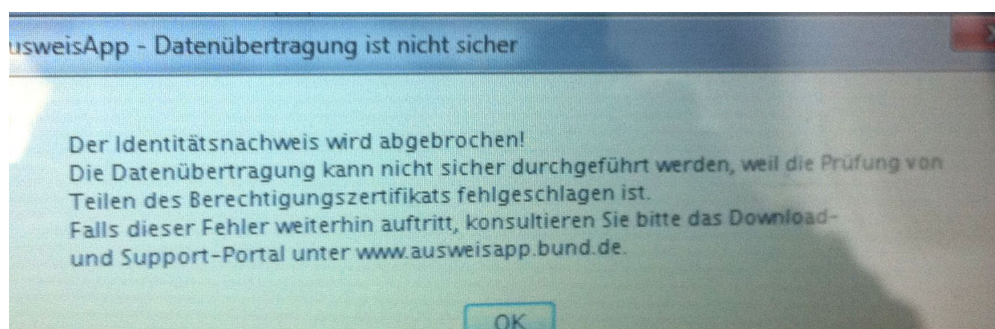 usweisApp - Datenübertragung ist nicht sicher
Der Identitätsnachweis wird abgebrochen!
Die Datenübertragung kann nicht sicher durchgeführt werden, weil die Prüfung von
Teilen des Berechtigungszertifikats fehlgeschlagen ist.
Falls dieser Fehler weiterhin auftritt, konsultieren Sie bitte das Download-
und Support-Portal unter www.ausweisapp.bund.de.
OK